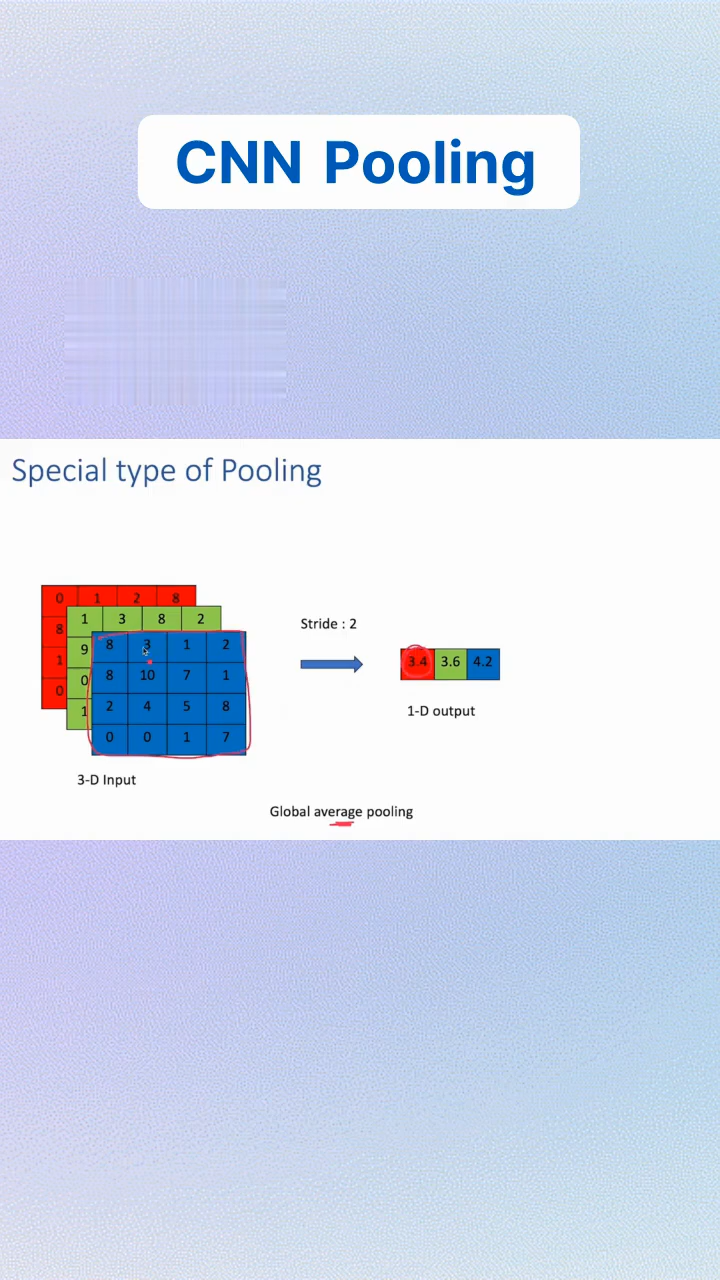 CNN Pooling
Special type of Pooling
0 1 2 8
8
1
0
1 3 8 2
9
0
1
8 3 1 2
8 10 7 1
2 4 5 8
0 0 1 7
3-D Input
Stride : 2
3.4 3.6 4.2
1-D output
Global average pooling